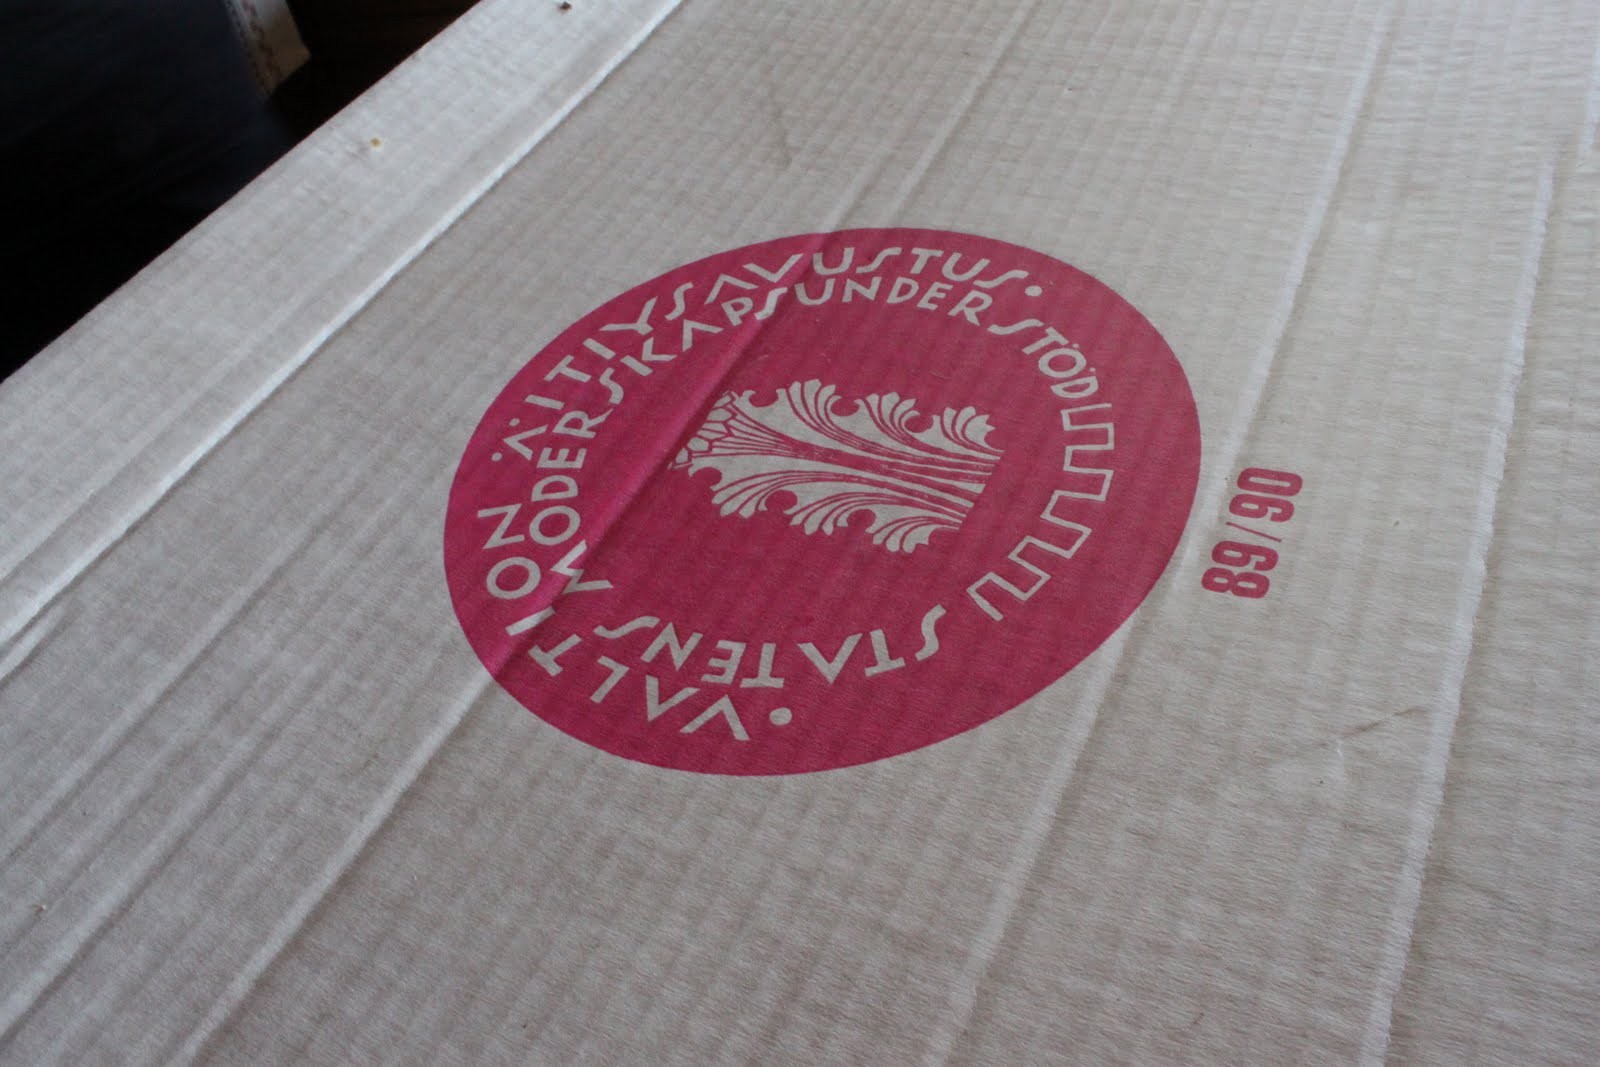 • VALTION ÄITIYSAVUSTUS •
STATENS MODERSKAPSUNDERSTÖD
89/90